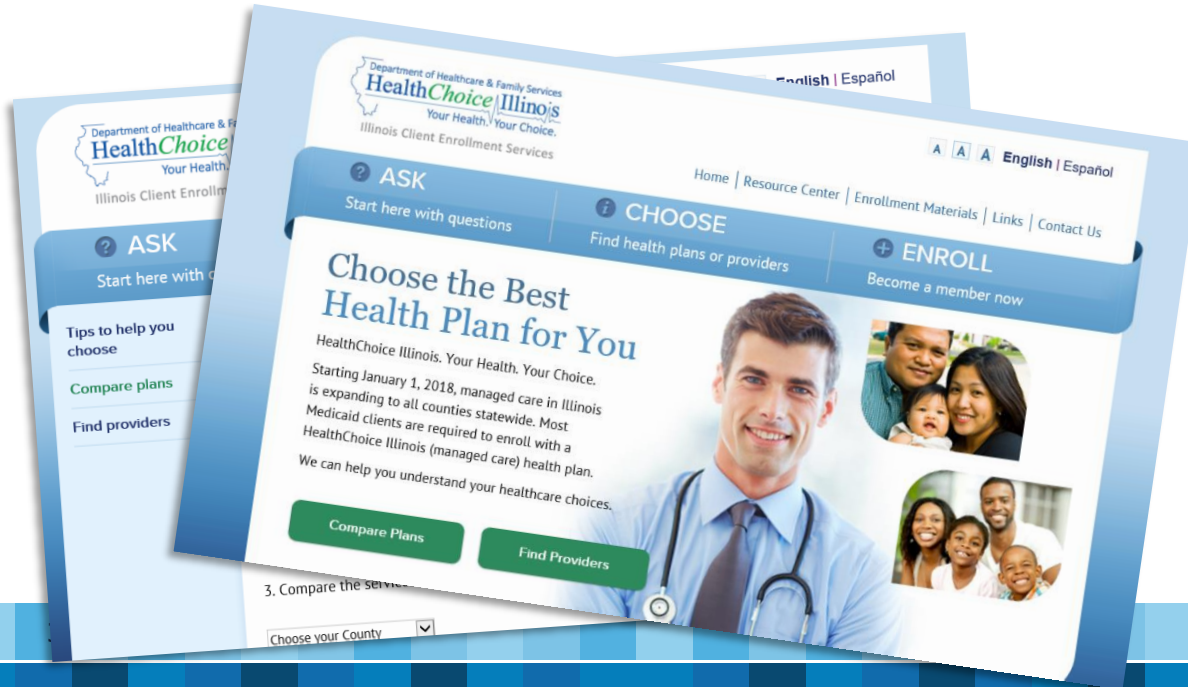 Department of Healthcare & Family Services
HealthChoice Illinois
Your Health. Your Choice.
Illinois Client Enrollment Services
A A A English | Español
Home | Resource Center | Enrollment Materials | Links | Contact Us
? ASK
Start here with questions
i CHOOSE
Find health plans or providers
+ ENROLL
Become a member now
Choose the Best
Health Plan for You
HealthChoice Illinois. Your Health. Your Choice.
Starting January 1, 2018, managed care in Illinois
is expanding to all counties statewide. Most
Medicaid clients are required to enroll with a
HealthChoice Illinois (managed care) health plan.
We can help you understand your healthcare choices.
Compare Plans
Find Providers
Department of Healthcare &
HealthChoice
Your Health.
Illinois Client
English | Español
? ASK
Start here with
Tips to help you
choose
Compare plans
Find providers
3. Compare the
Choose your County